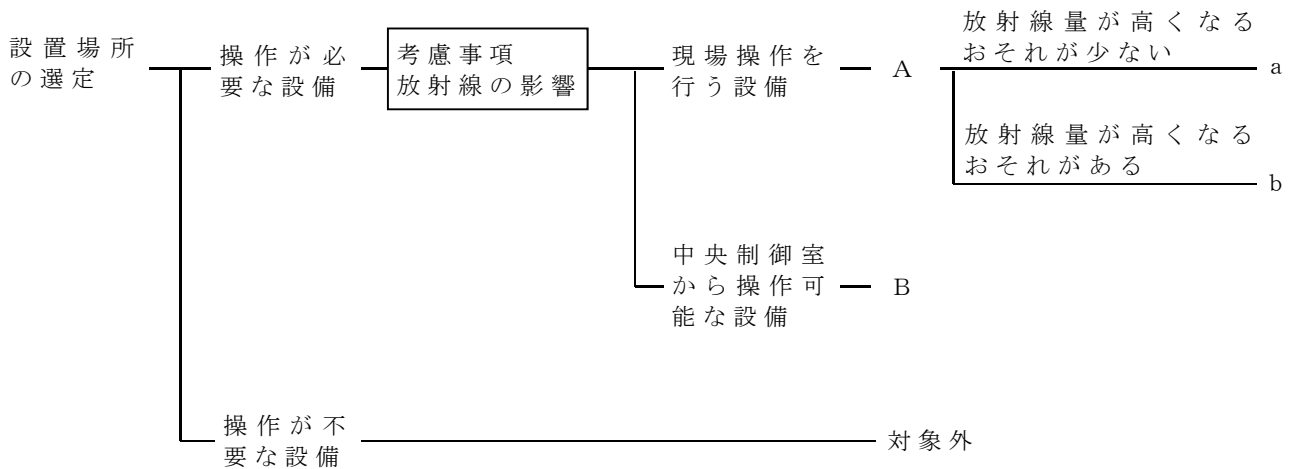 設置場所
の選定
操作が必
要な設備
考慮事項
放射線の影響
現場操作を
行う設備
A
放射線量が高くなる
おそれが少ない
a
放射線量が高くなる
おそれがある
b
中央制御室
から操作可
能な設備
B
操作が不
要な設備
対象外